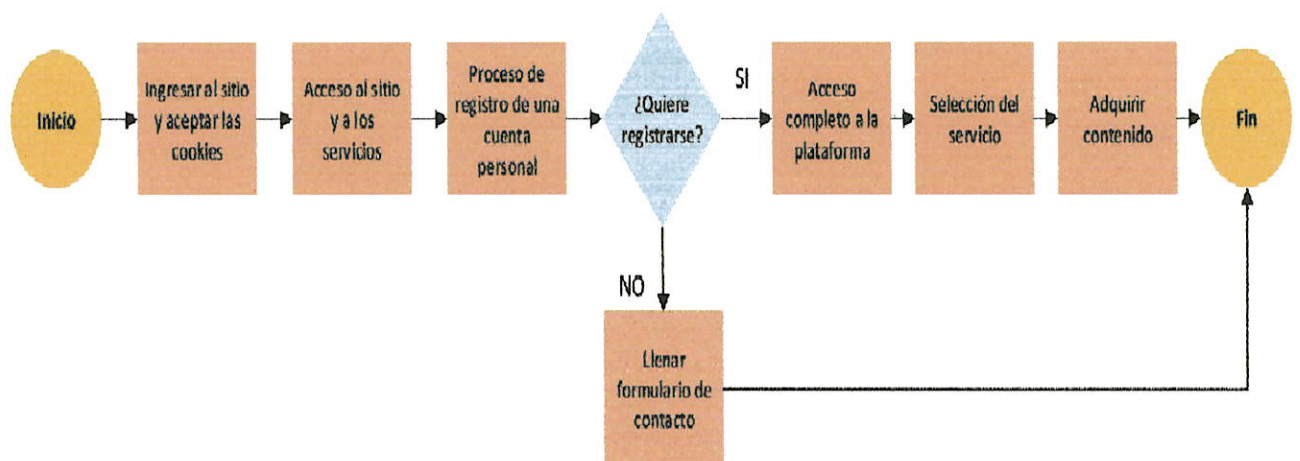 Inicio
Ingresar al sitio
y aceptar las
cookies
Acceso al sitio
y a los
servicios
Proceso de
registro de una
cuenta
personal
¿Quiere
registrarse?
SI
Acceso
completo a la
plataforma
Selección del
servicio
Adquirir
contenido
Fin
NO
Llenar
formulario de
contacto